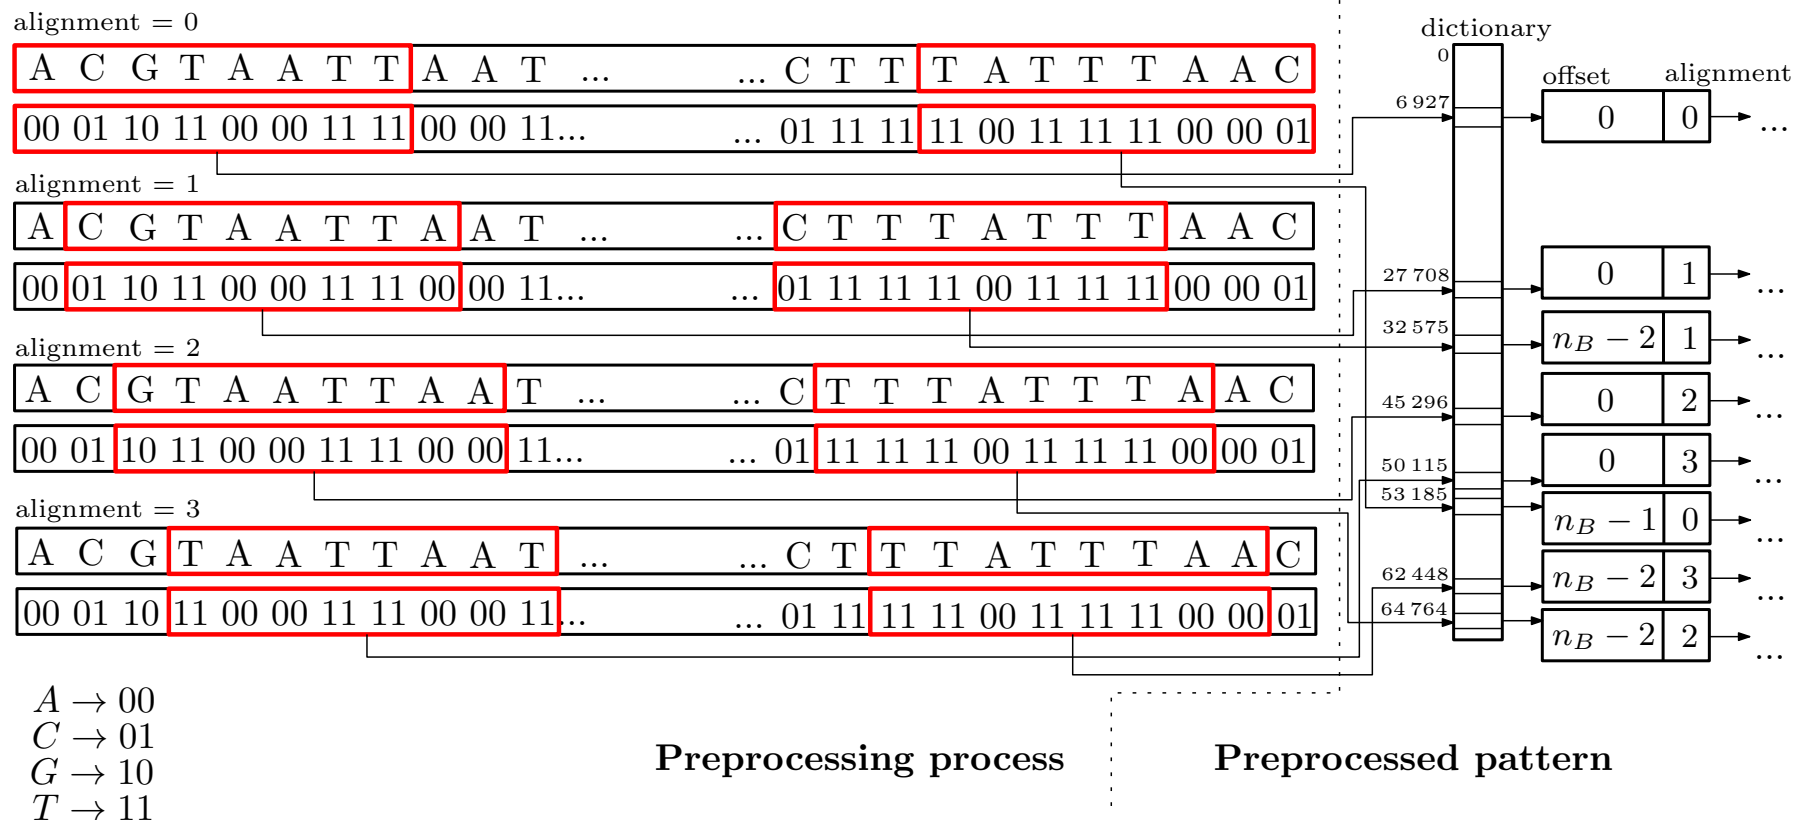 alignment = 0
A C G T A A T T A A T ... ... C T T T A T T T A A C
00 01 10 11 00 00 11 11 00 00 11... ... 01 11 11 11 00 11 11 11 00 00 01
alignment = 1
A C G T A A T T A A T ... ... C T T T A T T T A A C
00 01 10 11 00 00 11 11 00 00 11... ... 01 11 11 11 00 11 11 11 00 00 01
alignment = 2
A C G T A A T T A A T ... ... C T T T A T T T A A C
00 01 10 11 00 00 11 11 00 00 11... ... 01 11 11 11 00 11 11 11 00 00 01
alignment = 3
A C G T A A T T A A T ... ... C T T T A T T T A A C
00 01 10 11 00 00 11 11 00 00 11... ... 01 11 11 11 00 11 11 11 00 00 01
A → 00
C → 01
G → 10
T → 11
Preprocessing process
dictionary
0
offset alignment
6 927
0 0 ...
27 708
0 1 ...
32 575
n_B − 2 1 ...
45 296
0 2 ...
50 115
0 3 ...
53 185
n_B − 1 0 ...
62 448
n_B − 2 3 ...
64 764
n_B − 2 2 ...
Preprocessed pattern